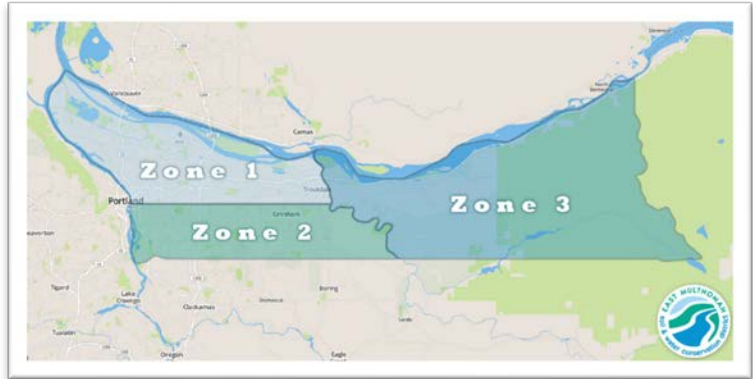 Vancouver
Camas
Zone 1
Troutdale
Portland
Zone 3
Gresham
Zone 2
Beaverton
Tigard
Lake
Oswego
Clackamas
Damascus
Boring
Sandy
Tualatin
Oregon
Eagle
Creek
EAST MULTNOMAH
soil & water conservation district